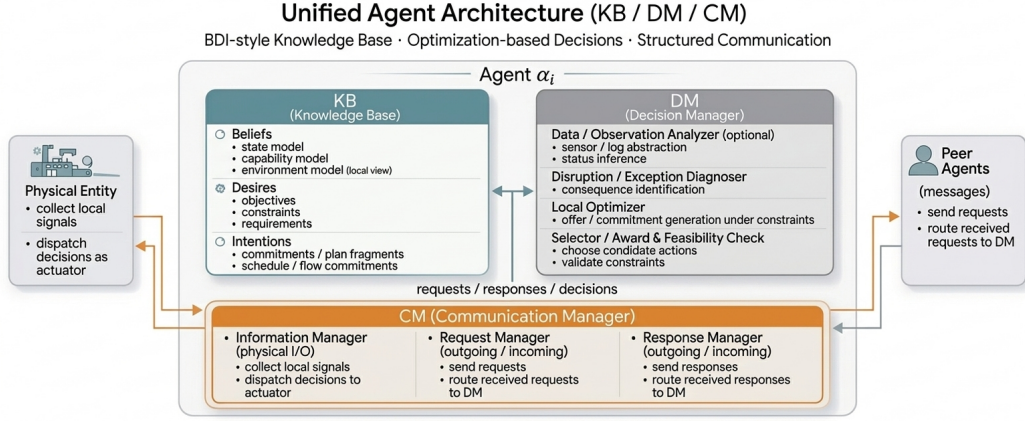 Unified Agent Architecture (KB / DM / CM)
BDI-style Knowledge Base · Optimization-based Decisions · Structured Communication
Agent αi
KB
(Knowledge Base)
Beliefs
• state model
• capability model
• environment model (local view)
Desires
• objectives
• constraints
• requirements
Intentions
• commitments / plan fragments
• schedule / flow commitments
DM
(Decision Manager)
Data / Observation Analyzer (optional)
• sensor / log abstraction
• status inference
Disruption / Exception Diagnoser
• consequence identification
Local Optimizer
• offer / commitment generation under constraints
Selector / Award & Feasibility Check
• choose candidate actions
• validate constraints
Physical Entity
• collect local
signals
• dispatch
decisions as
actuator
Peer
Agents
(messages)
• send requests
• route received
requests to DM
requests / responses / decisions
CM (Communication Manager)
• Information Manager
(physical I/O)
• collect local signals
• dispatch decisions to
actuator
• Request Manager
(outgoing / incoming)
• send requests
• route received requests
to DM
• Response Manager
(outgoing / incoming)
• send responses
• route received responses
to DM